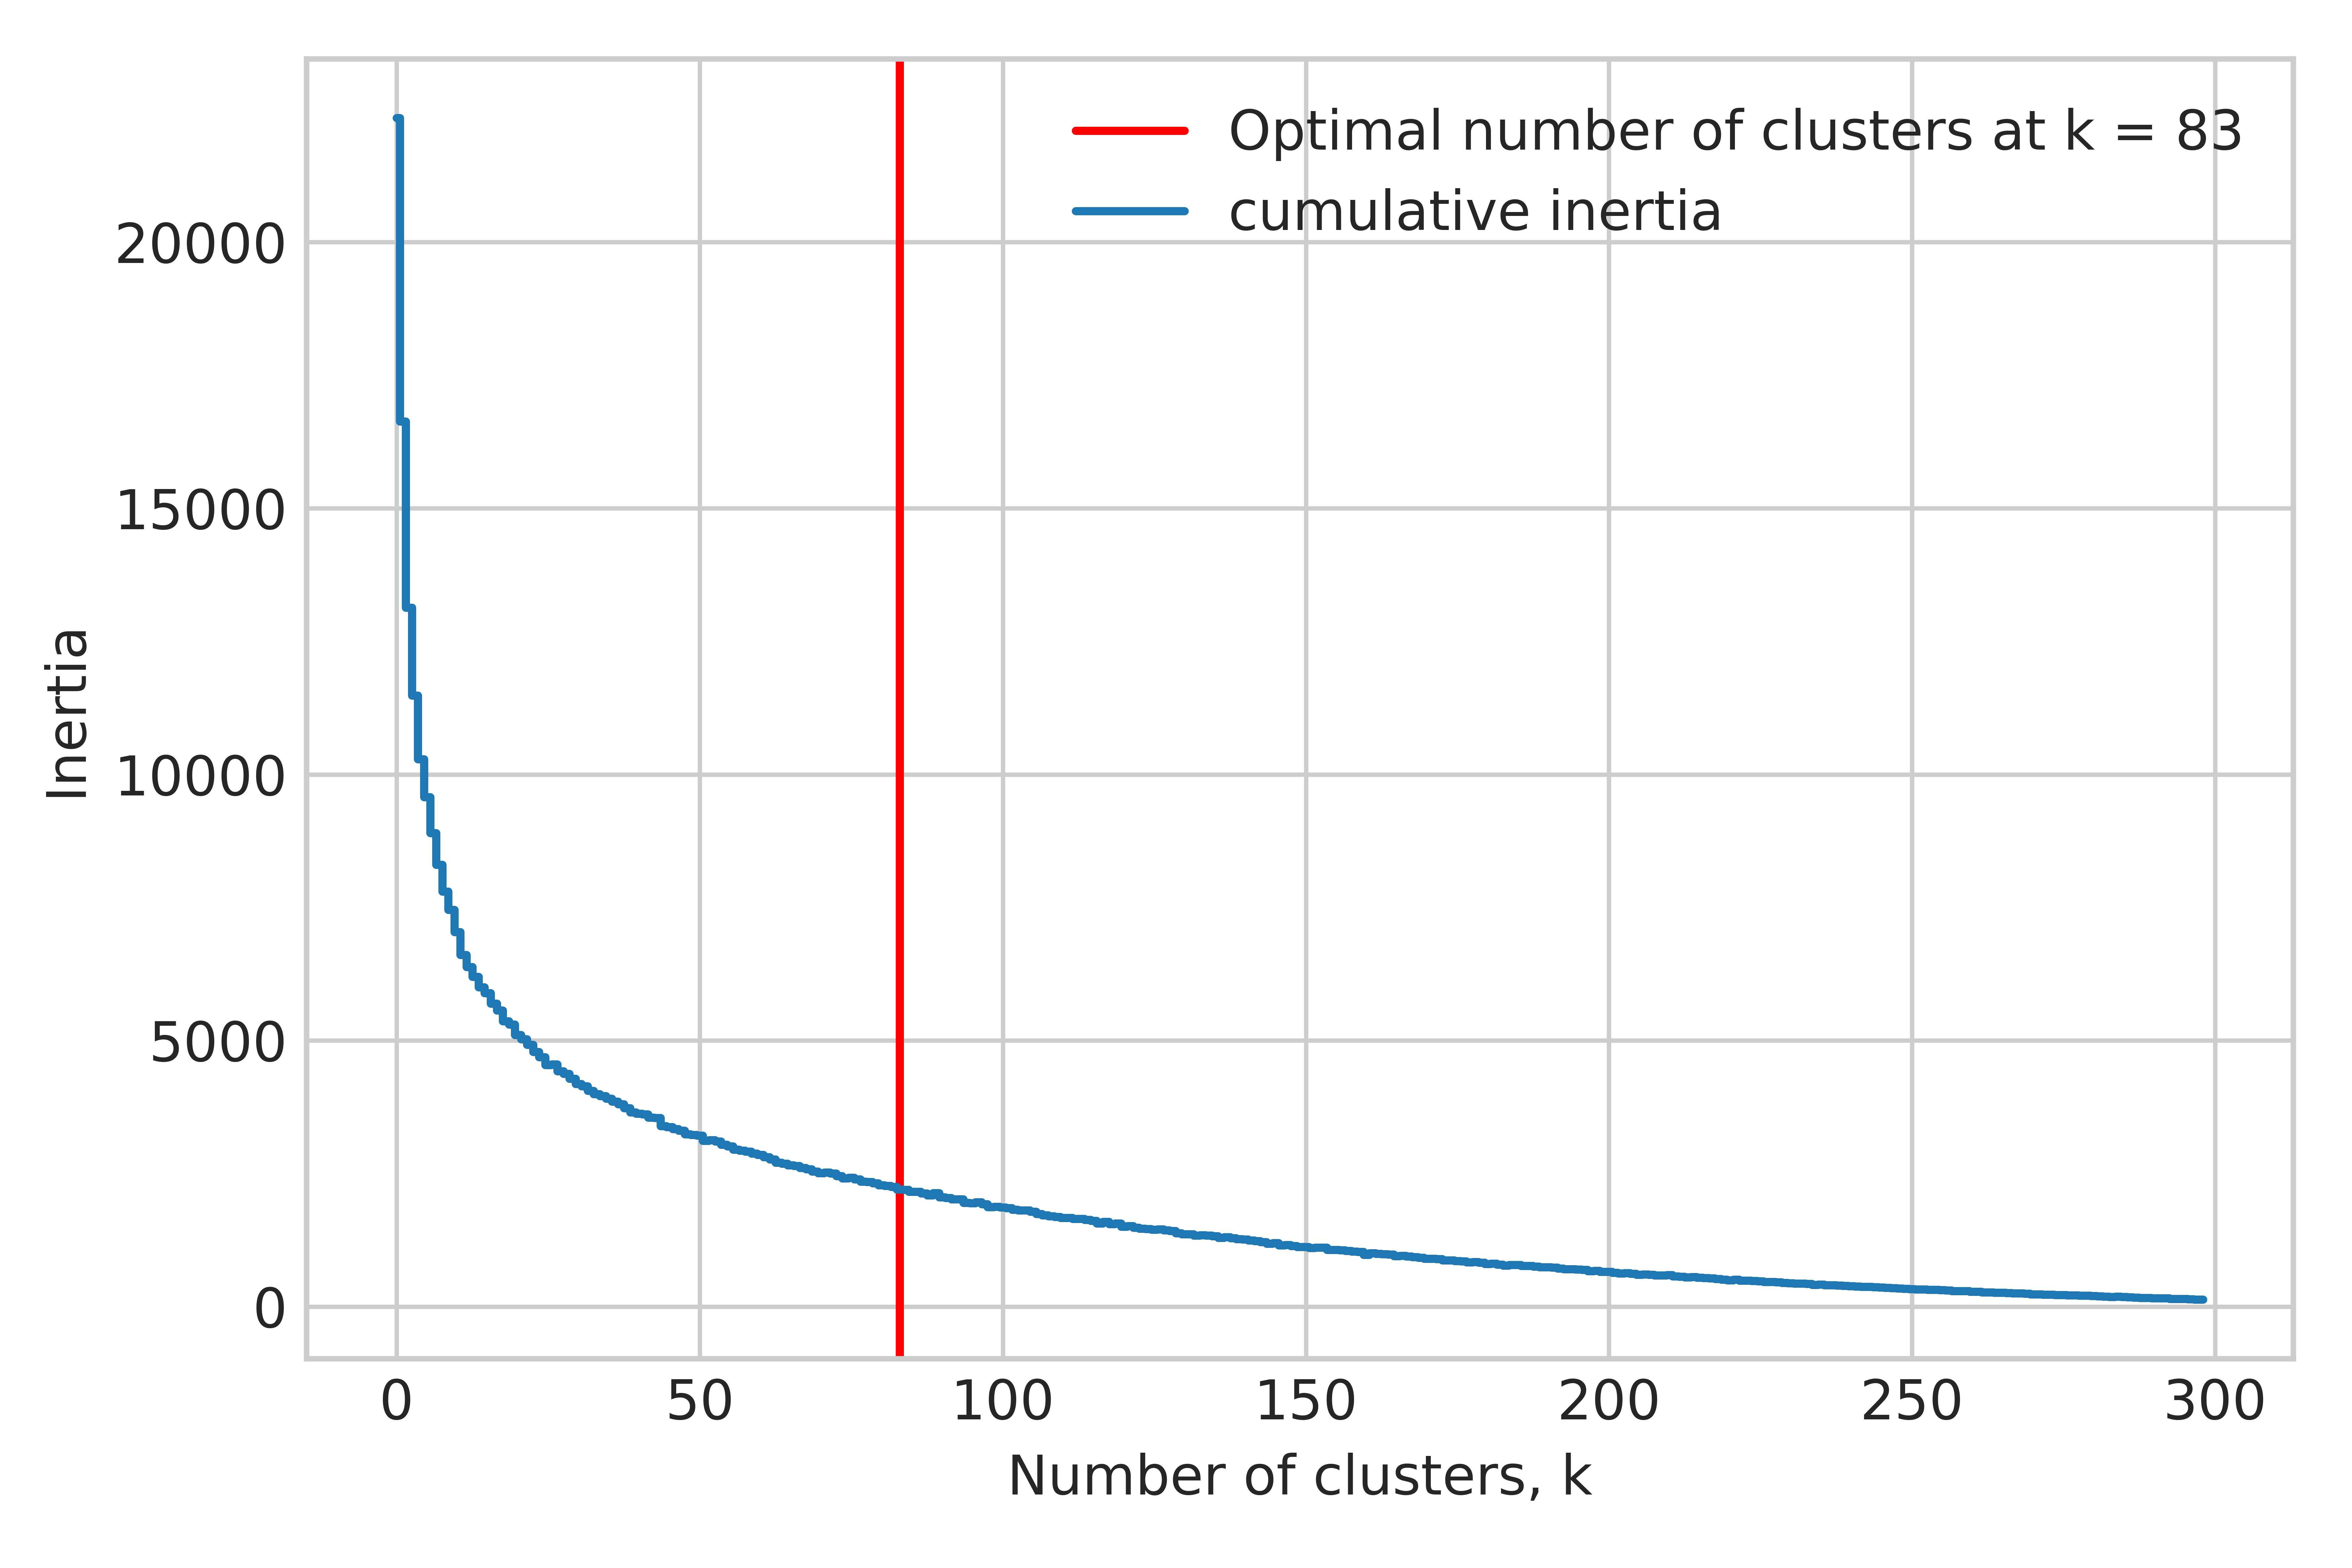 Optimal number of clusters at k = 83
cumulative inertia
20000
15000
10000
5000
0
Inertia
0 50 100 150 200 250 300
Number of clusters, k